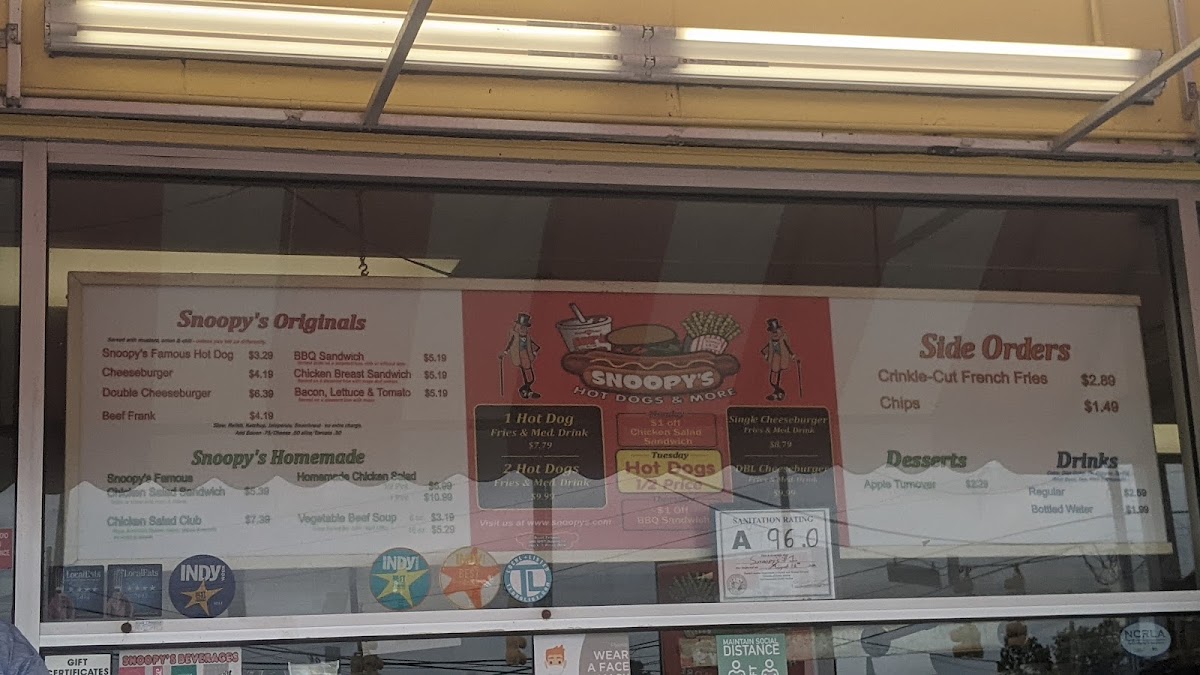 Snoopy's Originals
Snoopy's Famous Hot Dog $3.29
Cheeseburger $4.19
Double Cheeseburger $6.39
Beef Frank $4.19
BBQ Sandwich $5.19
Chicken Breast Sandwich $5.19
Bacon, Lettuce & Tomato $5.19
Snoopy's Homemade
Snoopy's Famous
Chicken Salad Sandwich $5.39
Chicken Salad Club $7.39
Homemade Chicken Salad
$10.99
Vegetable Beef Soup $3.19
$5.29
SNOOPY'S
HOT DOGS & MORE
1 Hot Dog
Fries & Med. Drink
$7.79
2 Hot Dogs
Fries & Med. Drink
$9.99
Monday
$1 off
Chicken Salad
Sandwich
Tuesday
Hot Dogs
1/2 Price
$1 Off
BBQ Sandwich
Single Cheeseburger
Fries & Med. Drink
$8.79
DBL Cheeseburger
Fries & Med. Drink
Visit us at www.snoopys.com
Side Orders
Crinkle-Cut French Fries $2.89
Chips $1.49
Desserts
Apple Turnover $2.29
Drinks
Regular
Bottled Water $1.99
SANITATION RATING
A 96.0
LocalEats
LocalEats
INDY
INDY
BEST
TL
GIFT
CERTIFICATES
SNOOPY'S BEVERAGES
WEAR
A FACE
MAINTAIN SOCIAL
DISTANCE
NCRLA